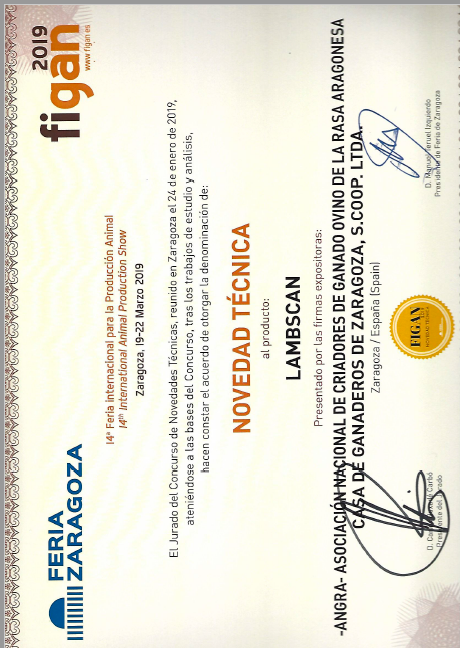 FERIA
ZARAGOZA
2019
figan
www.figan.es
14ª Feria Internacional para la Producción Animal
14th International Animal Production Show
Zaragoza, 19-22 Marzo 2019
El Jurado del Concurso de Novedades Técnicas, reunido en Zaragoza el 24 de enero de 2019,
ateniéndose a las bases del Concurso, tras los trabajos de estudio y análisis,
hacen constar el acuerdo de otorgar la denominación de:
NOVEDAD TÉCNICA
al producto:
LAMBSCAN
Presentado por las firmas expositoras:
-ANGRA- ASOCIACIÓN NACIONAL DE CRIADORES DE GANADO OVINO DE LA RASA ARAGONESA
CASA DE GANADEROS DE ZARAGOZA, S.COOP. LTDA.
Zaragoza / España (Spain)
FIGAN
D. Carbó
Presidente del Jurado
D. Manuel Teruel Izquierdo
Presidente de Feria de Zaragoza